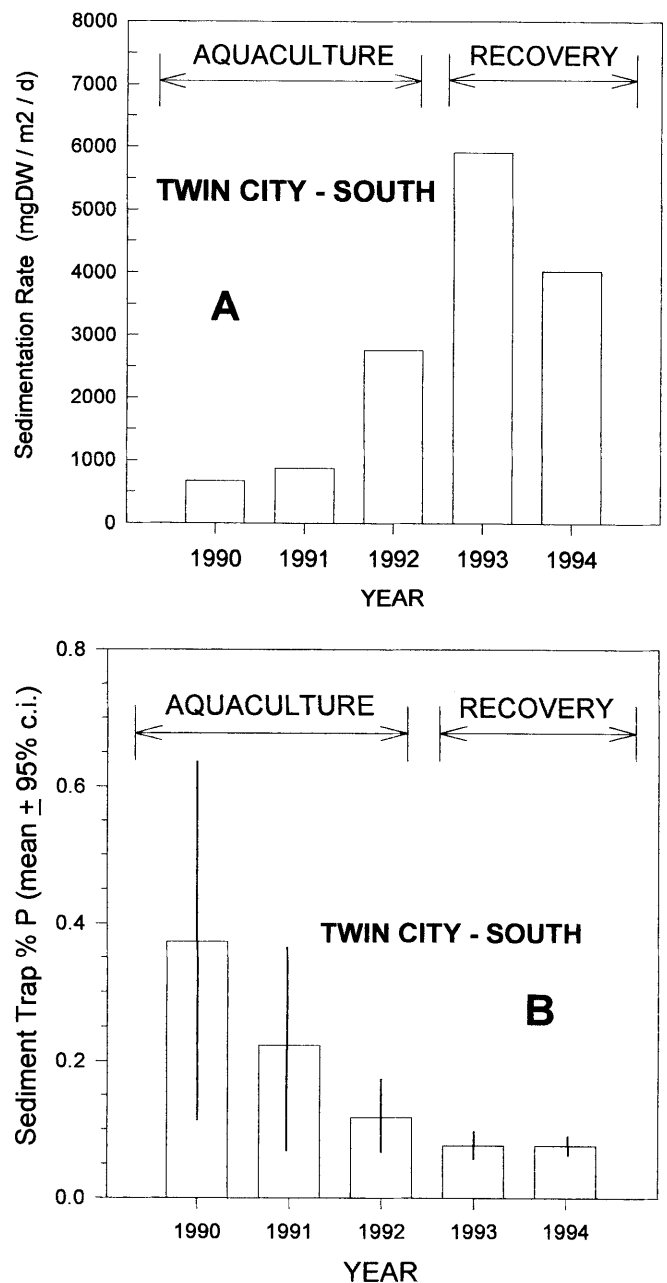 8000
7000
6000
5000
4000
3000
2000
1000
0
Sedimentation Rate (mgDW / m2 / d)
AQUACULTURE RECOVERY
TWIN CITY - SOUTH
A
1990 1991 1992 1993 1994
YEAR
0.8
0.6
0.4
0.2
0.0
Sediment Trap % P (mean ± 95% c.i.)
AQUACULTURE RECOVERY
TWIN CITY - SOUTH
B
1990 1991 1992 1993 1994
YEAR